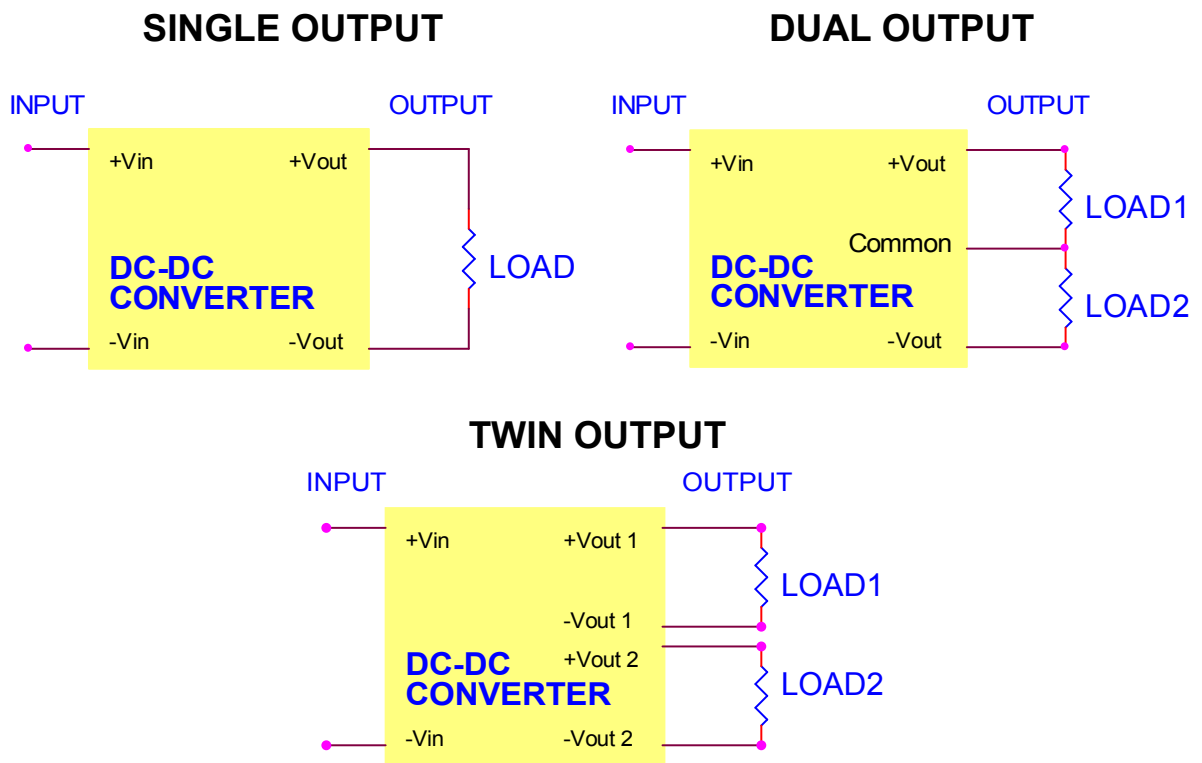 SINGLE OUTPUT
DUAL OUTPUT
INPUT
OUTPUT
+Vin
+Vout
DC-DC
CONVERTER
LOAD
-Vin
-Vout
INPUT
OUTPUT
+Vin
+Vout
LOAD1
Common
DC-DC
CONVERTER
LOAD2
-Vin
-Vout
TWIN OUTPUT
INPUT
OUTPUT
+Vin
+Vout 1
LOAD1
-Vout 1
DC-DC
CONVERTER
+Vout 2
LOAD2
-Vin
-Vout 2